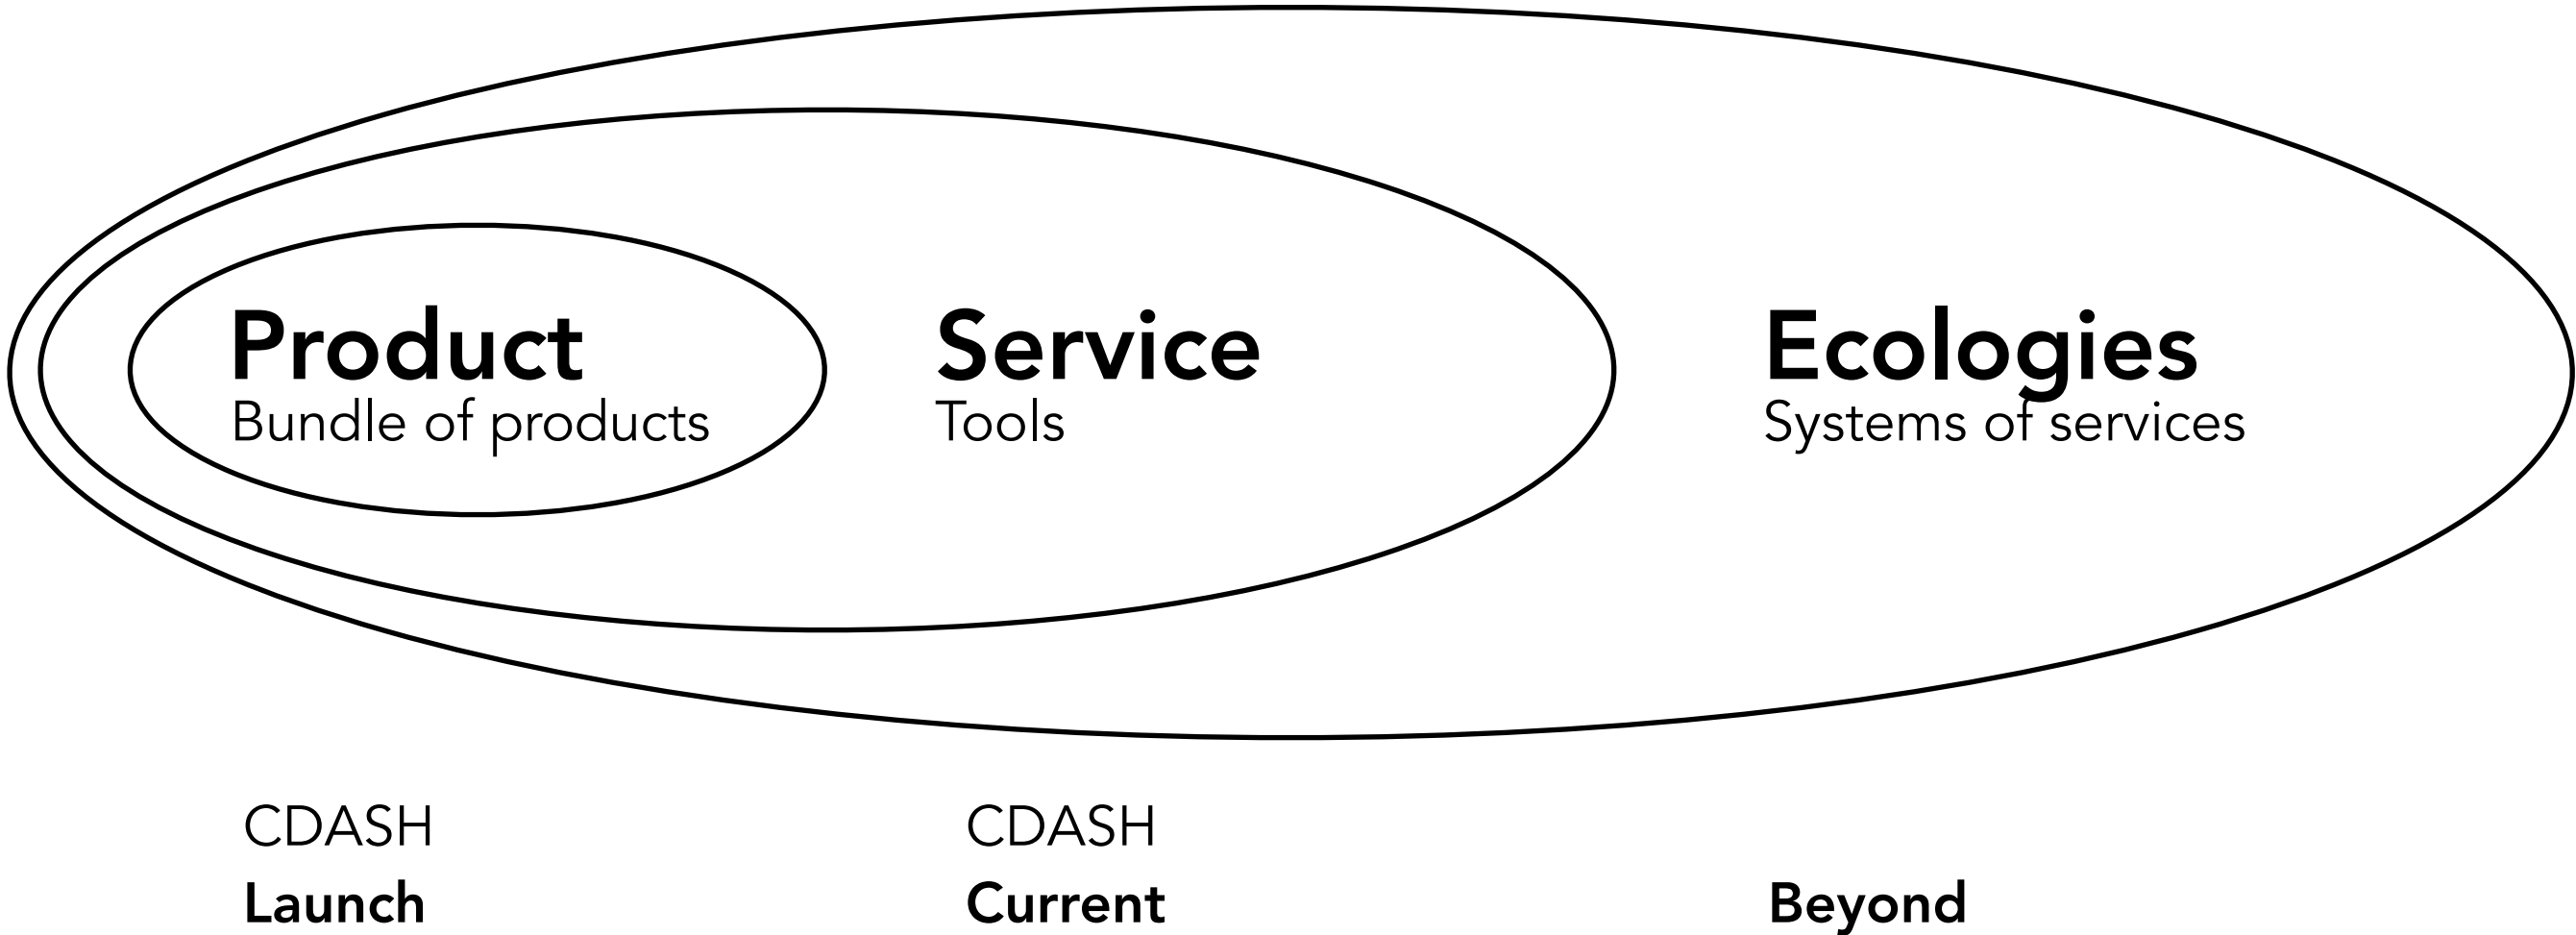 Product
Bundle of products
Service
Tools
Ecologies
Systems of services
CDASH
Launch
CDASH
Current
Beyond